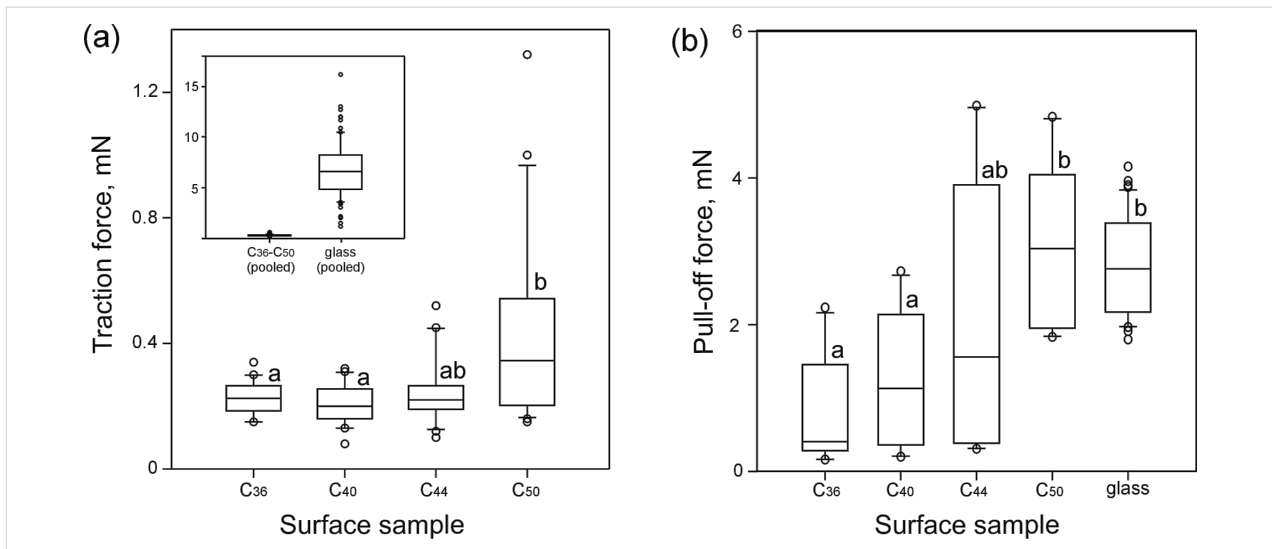 (a)
Traction force, mN
1.2
0.8
0.4
0
15
10
5
C36-C50
(pooled)
glass
(pooled)
a
a
ab
b
C36
C40
C44
C50
Surface sample
(b)
Pull-off force, mN
6
4
2
0
a
a
ab
b
b
C36
C40
C44
C50
glass
Surface sample